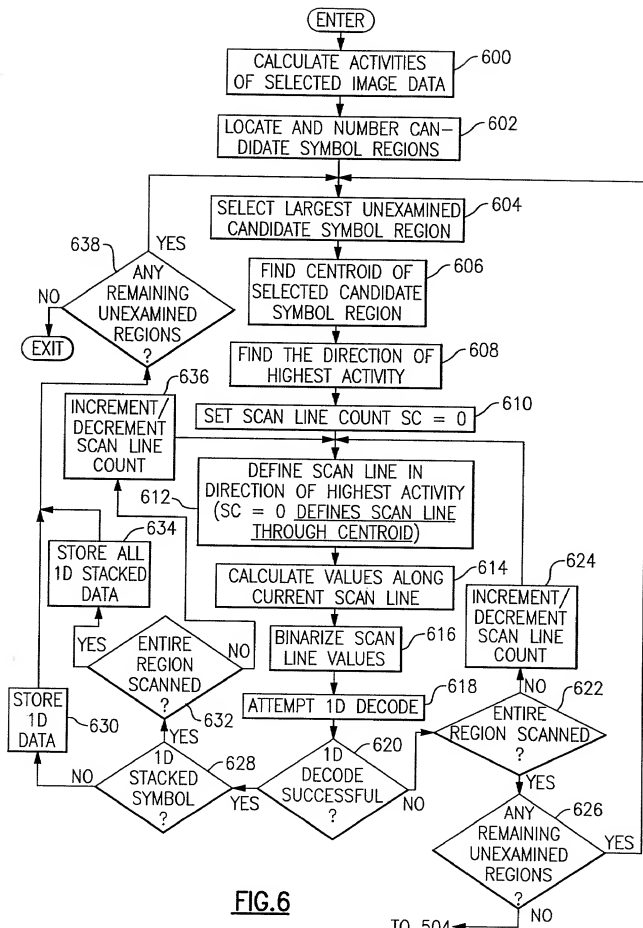 ENTER
CALCULATE ACTIVITIES
OF SELECTED IMAGE DATA
600
LOCATE AND NUMBER CAN-
DIDATE SYMBOL REGIONS
602
SELECT LARGEST UNEXAMINED
CANDIDATE SYMBOL REGION
604
FIND CENTROID OF
SELECTED CANDIDATE
SYMBOL REGION
606
FIND THE DIRECTION OF
HIGHEST ACTIVITY
608
SET SCAN LINE COUNT SC = 0
610
DEFINE SCAN LINE IN
DIRECTION OF HIGHEST ACTIVITY
(SC = 0 DEFINES SCAN LINE
THROUGH CENTROID)
612
CALCULATE VALUES ALONG
CURRENT SCAN LINE
614
BINARIZE SCAN
LINE VALUES
616
ATTEMPT 1D DECODE
618
1D
DECODE
SUCCESSFUL
?
620
YES
NO
ENTIRE
REGION SCANNED
?
622
NO
YES
INCREMENT/
DECREMENT
SCAN LINE
COUNT
624
ANY
REMAINING
UNEXAMINED
REGIONS
?
626
YES
NO
TO 504
1D
STACKED
SYMBOL
?
628
NO
YES
STORE
1D
DATA
630
ENTIRE
REGION
SCANNED
?
632
YES
NO
STORE ALL
1D STACKED
DATA
634
INCREMENT/
DECREMENT
SCAN LINE
COUNT
636
ANY
REMAINING
UNEXAMINED
REGIONS
?
638
YES
NO
EXIT
FIG.6